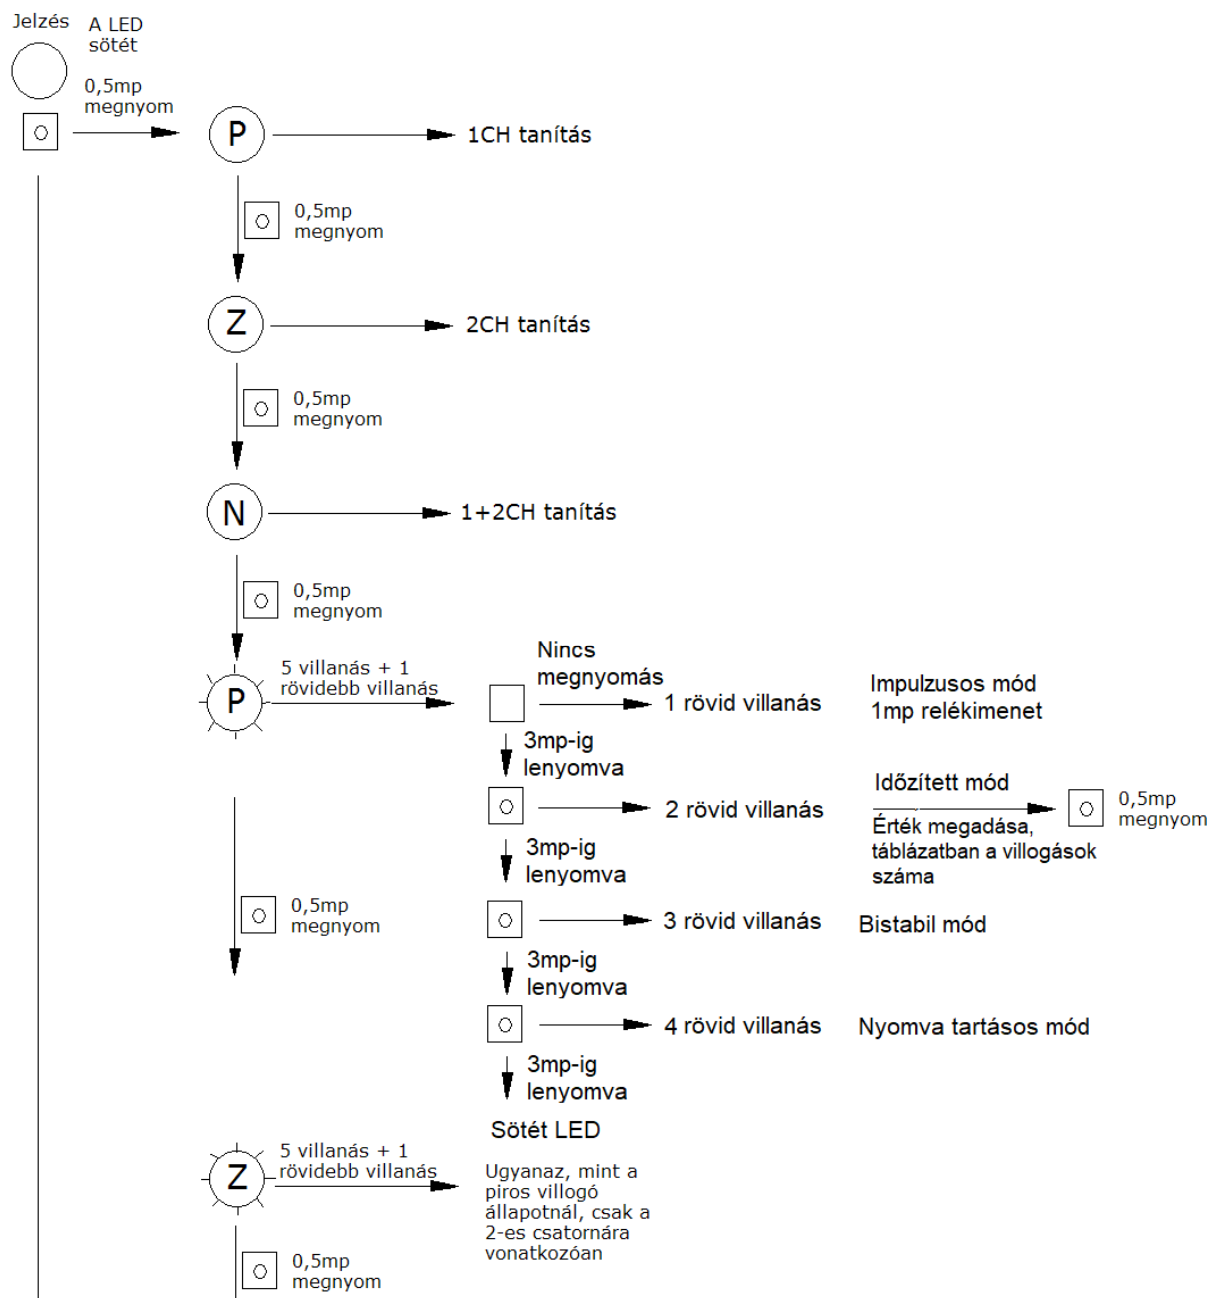 Jelzés
A LED
sötét
0,5mp
megnyom
P
1CH tanítás
0,5mp
megnyom
Z
2CH tanítás
0,5mp
megnyom
N
1+2CH tanítás
0,5mp
megnyom
P
5 villanás + 1
rövidebb villanás
Nincs
megnyomás
1 rövid villanás
Impulzusos mód
1mp relékimenet
3mp-ig
lenyomva
2 rövid villanás
Időzített mód
Érték megadása,
táblázatban a villogások
száma
0,5mp
megnyom
3mp-ig
lenyomva
0,5mp
megnyom
3 rövid villanás
Bistabil mód
3mp-ig
lenyomva
4 rövid villanás
Nyomva tartásos mód
3mp-ig
lenyomva
Sötét LED
Z
5 villanás + 1
rövidebb villanás
Ugyanaz, mint a
piros villogó
állapotnál, csak a
2-es csatornára
vonatkozóan
0,5mp
megnyom